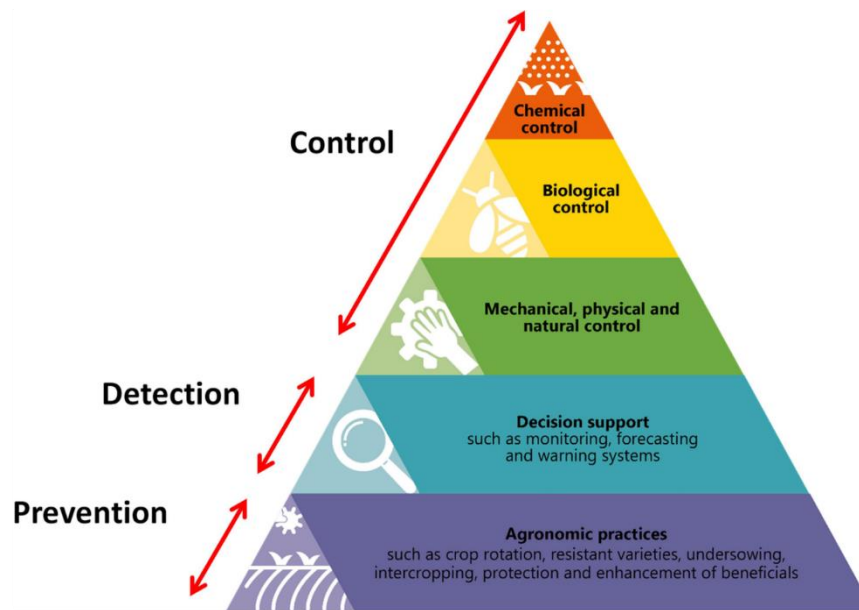 Control
Chemical
control
Biological
control
Mechanical, physical and
natural control
Detection
Decision support
such as monitoring, forecasting
and warning systems
Prevention
Agronomic practices
such as crop rotation, resistant varieties, undersowing,
intercropping, protection and enhancement of beneficials